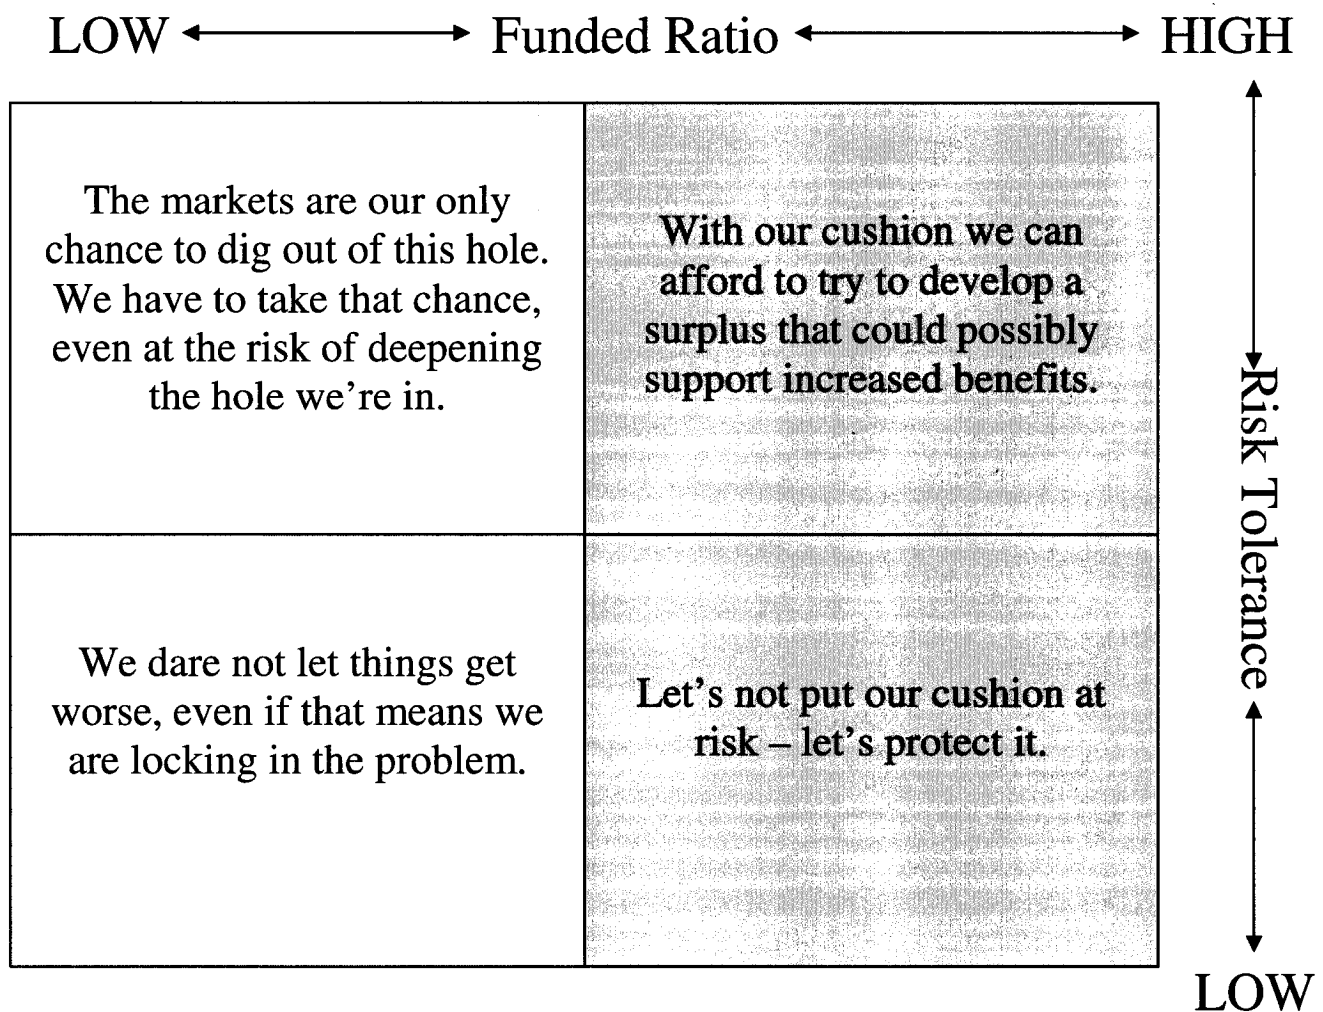 LOW Funded Ratio HIGH
The markets are our only
chance to dig out of this hole.
We have to take that chance,
even at the risk of deepening
the hole we're in.
With our cushion we can
afford to try to develop a
surplus that could possibly
support increased benefits.
Risk Tolerance
We dare not let things get
worse, even if that means we
are locking in the problem.
Let's not put our cushion at
risk – let's protect it.
LOW